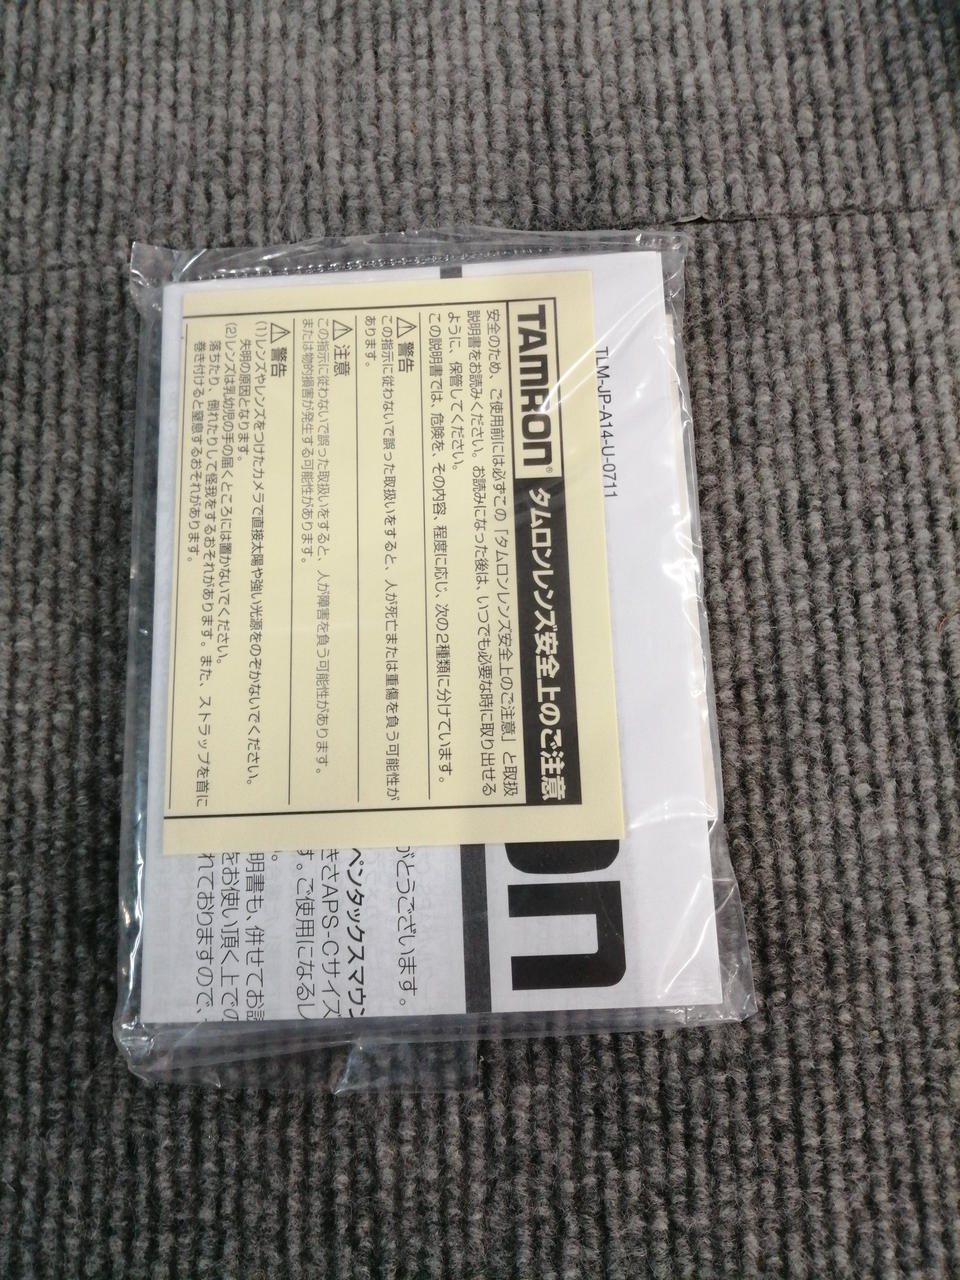 TLM-JP-A14-U-0711
TAMRON® タムロンレンズ安全上のご注意
安全のため、ご使用前には必ずこの「タムロンレンズ安全上のご注意」と取扱
説明書をお読みください。お読みになった後は、いつでも必要な時に取り出せる
ように、保管してください。
この説明書では、危険を、その内容、程度に応じ、次の2種類に分けています。
⚠ 警告
この指示に従わないで誤った取扱いをすると、人が死亡または重傷を負う可能性が
あります。
⚠ 注意
この指示に従わないで誤った取扱いをすると、人が障害を負う可能性があります。
または物的損害が発生する可能性があります。
⚠ 警告
(1)レンズやレンズをつけたカメラで直接太陽や強い光源をのぞかないでください。
失明の原因となります。
(2)レンズは乳幼児の手の届くところには置かないでください。
落ちたり、倒れたりして怪我をするおそれがあります。また、ストラップを首に
巻き付けると窒息するおそれがあります。
on
がとうございます。
ペンタックスマウン
きさAPS-Cサイズ
す。ご使用になるレ
。
明書も、併せてお読
をお使い頂く上での
れておりますので、